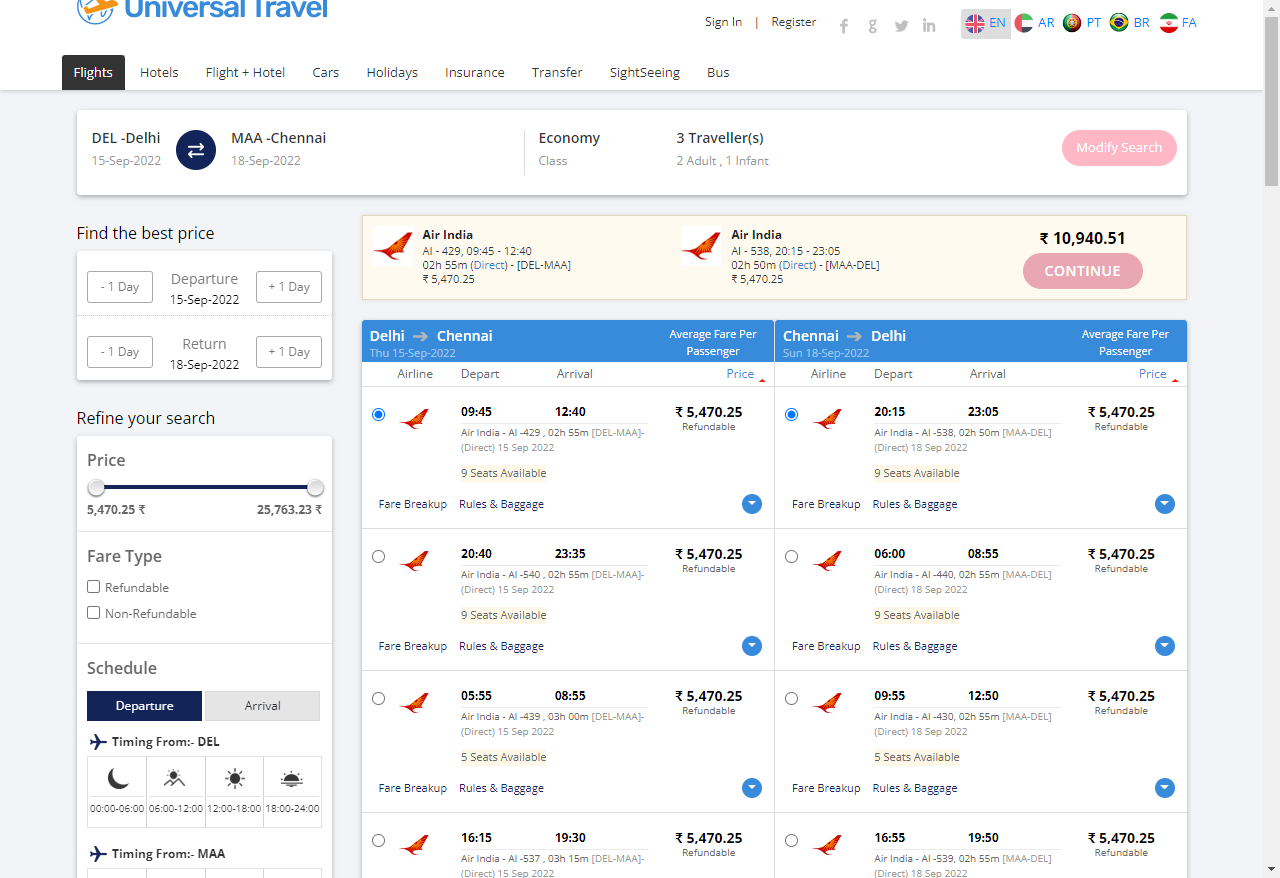 Universal Travel
Sign In | Register
EN AR PT BR FA
Flights Hotels Flight + Hotel Cars Holidays Insurance Transfer SightSeeing Bus
DEL -Delhi
15-Sep-2022
MAA -Chennai
18-Sep-2022
Economy
Class
3 Traveller(s)
2 Adult , 1 Infant
Modify Search
Find the best price
- 1 Day
Departure
15-Sep-2022
+ 1 Day
- 1 Day
Return
18-Sep-2022
+ 1 Day
Refine your search
Price
5,470.25 ₹ 25,763.23 ₹
Fare Type
Refundable
Non-Refundable
Schedule
Departure Arrival
Timing From:- DEL
00:00-06:00 06:00-12:00 12:00-18:00 18:00-24:00
Timing From:- MAA
Air India
AI - 429, 09:45 - 12:40
02h 55m (Direct) - [DEL-MAA]
₹ 5,470.25
Air India
AI - 538, 20:15 - 23:05
02h 50m (Direct) - [MAA-DEL]
₹ 5,470.25
₹ 10,940.51
CONTINUE
Delhi Chennai
Thu 15-Sep-2022
Average Fare Per
Passenger
Airline Depart Arrival Price
09:45 12:40 ₹ 5,470.25
Refundable
Air India - AI -429 , 02h 55m [DEL-MAA]-
(Direct) 15 Sep 2022
9 Seats Available
Fare Breakup Rules & Baggage
20:40 23:35 ₹ 5,470.25
Refundable
Air India - AI -540 , 02h 55m [DEL-MAA]-
(Direct) 15 Sep 2022
9 Seats Available
Fare Breakup Rules & Baggage
05:55 08:55 ₹ 5,470.25
Refundable
Air India - AI -439 , 03h 00m [DEL-MAA]-
(Direct) 15 Sep 2022
5 Seats Available
Fare Breakup Rules & Baggage
16:15 19:30 ₹ 5,470.25
Refundable
Air India - AI -537 , 03h 15m [DEL-MAA]-
(Direct) 15 Sep 2022
Chennai Delhi
Sun 18-Sep-2022
Average Fare Per
Passenger
Airline Depart Arrival Price
20:15 23:05 ₹ 5,470.25
Refundable
Air India - AI -538, 02h 50m [MAA-DEL]
(Direct) 18 Sep 2022
9 Seats Available
Fare Breakup Rules & Baggage
06:00 08:55 ₹ 5,470.25
Refundable
Air India - AI -440, 02h 55m [MAA-DEL]
(Direct) 18 Sep 2022
9 Seats Available
Fare Breakup Rules & Baggage
09:55 12:50 ₹ 5,470.25
Refundable
Air India - AI -430, 02h 55m [MAA-DEL]
(Direct) 18 Sep 2022
5 Seats Available
Fare Breakup Rules & Baggage
16:55 19:50 ₹ 5,470.25
Refundable
Air India - AI -539, 02h 55m [MAA-DEL]
(Direct) 18 Sep 2022